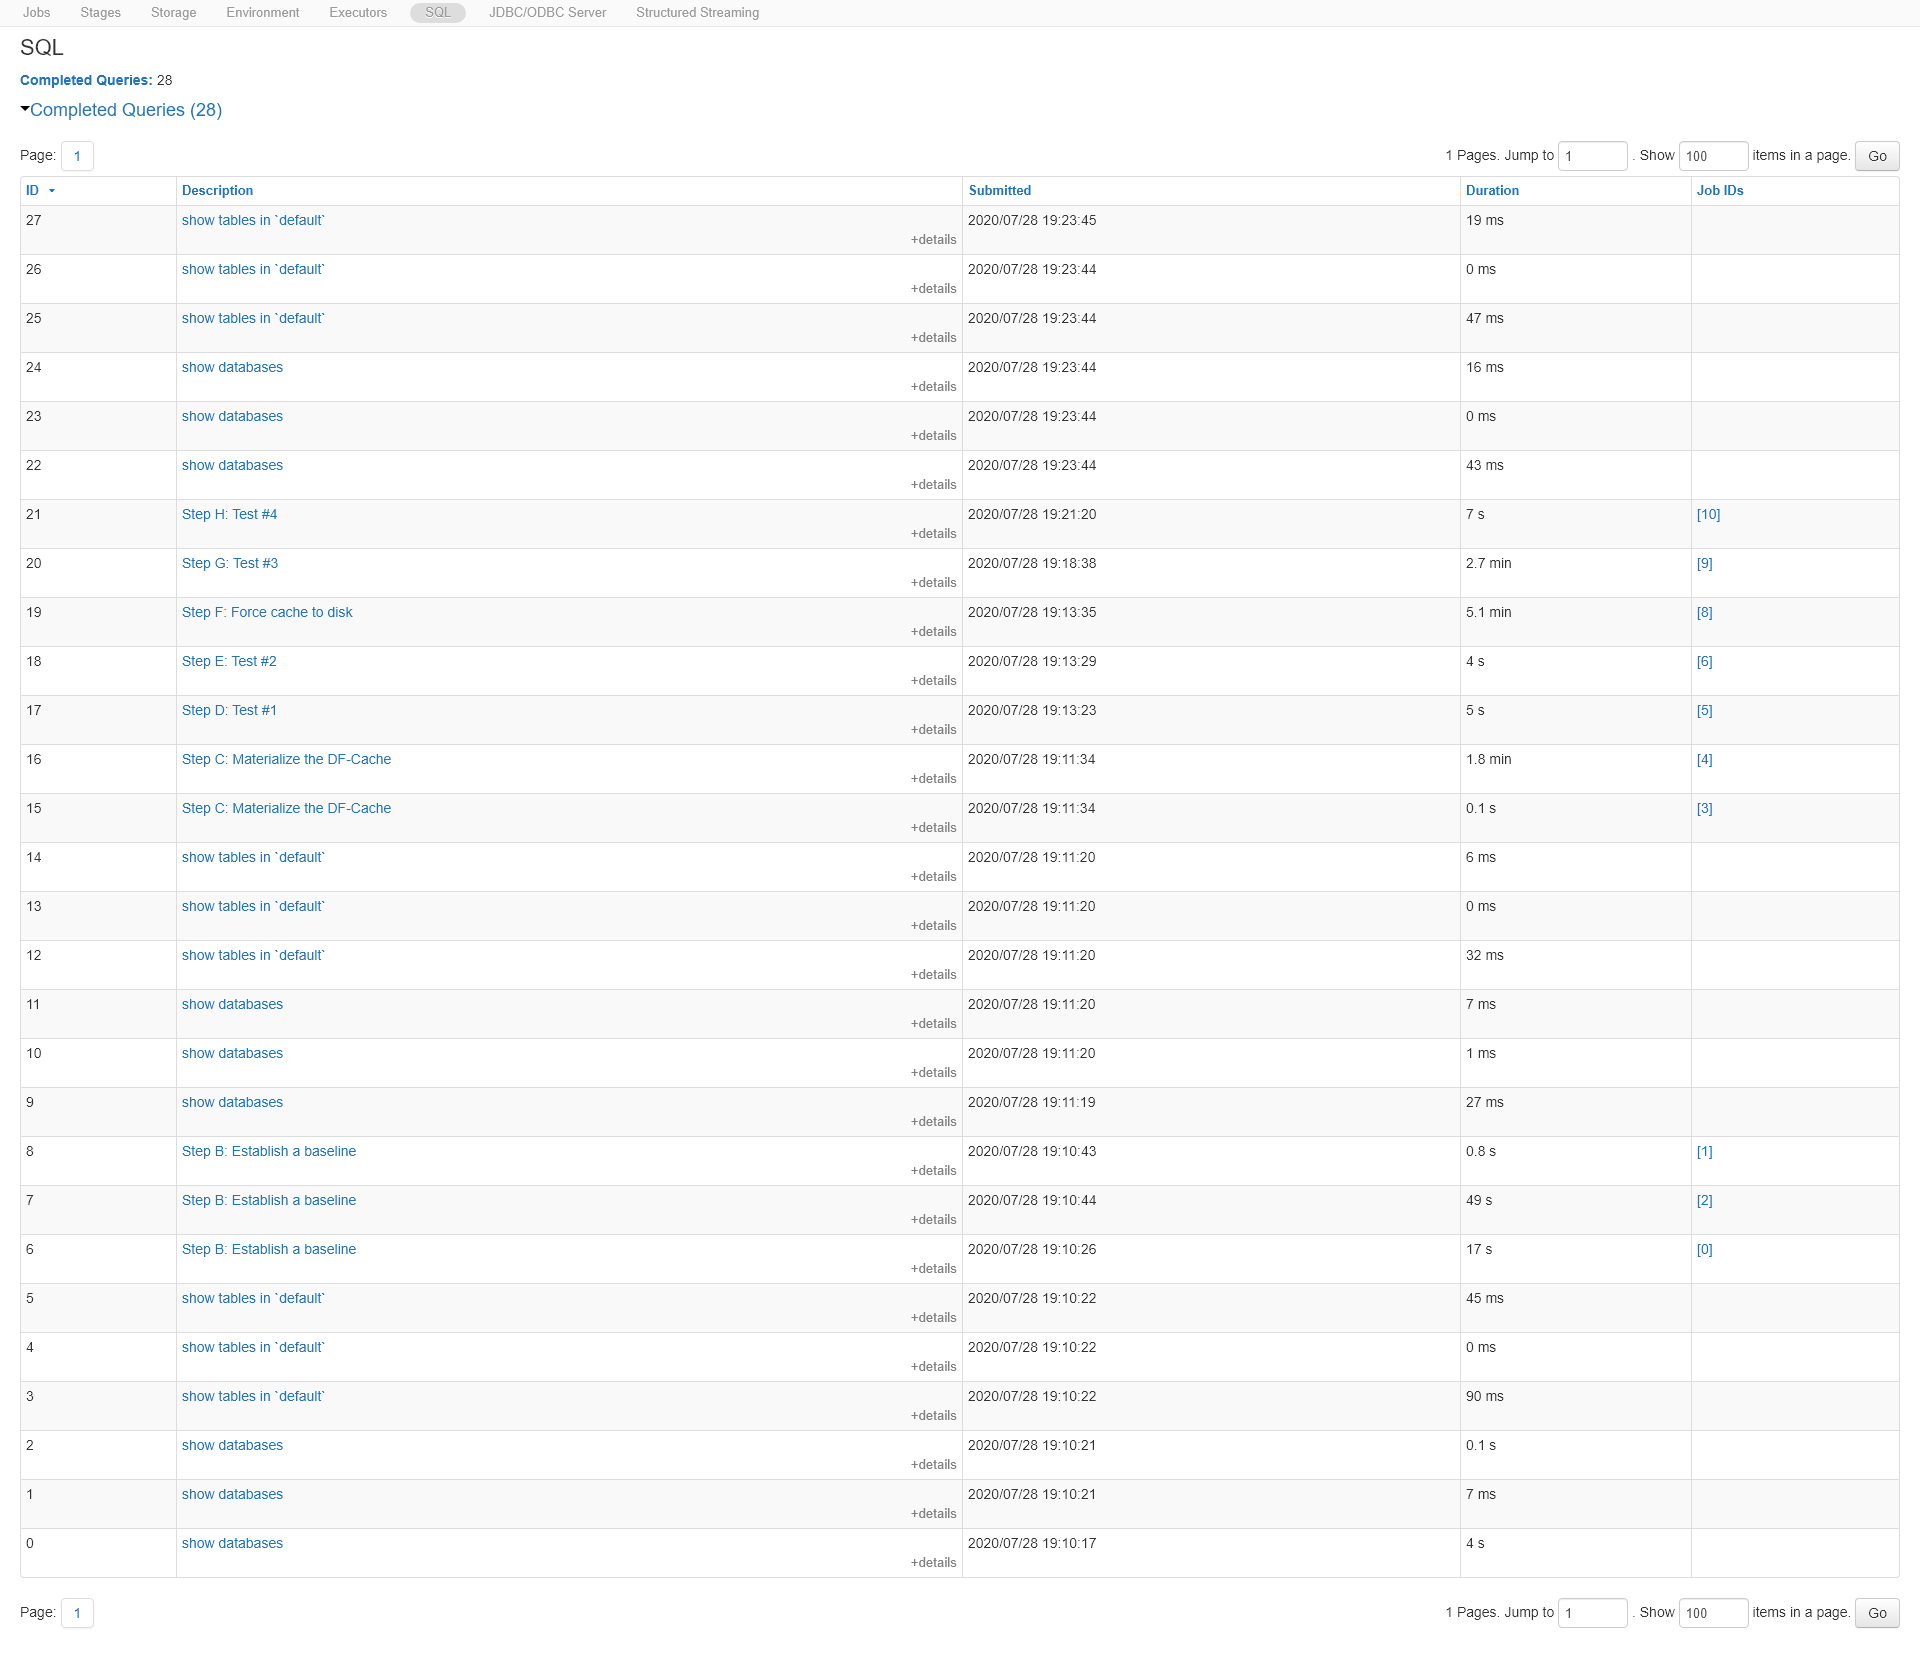 Jobs Stages Storage Environment Executors SQL JDBC/ODBC Server Structured Streaming
SQL
Completed Queries: 28
Completed Queries (28)
Page: 1 1 Pages. Jump to 1 . Show 100 items in a page. Go
ID Description Submitted Duration Job IDs
27 show tables in `default` 2020/07/28 19:23:45 19 ms
+details
26 show tables in `default` 2020/07/28 19:23:44 0 ms
+details
25 show tables in `default` 2020/07/28 19:23:44 47 ms
+details
24 show databases 2020/07/28 19:23:44 16 ms
+details
23 show databases 2020/07/28 19:23:44 0 ms
+details
22 show databases 2020/07/28 19:23:44 43 ms
+details
21 Step H: Test #4 2020/07/28 19:21:20 7 s [10]
+details
20 Step G: Test #3 2020/07/28 19:18:38 2.7 min [9]
+details
19 Step F: Force cache to disk 2020/07/28 19:13:35 5.1 min [8]
+details
18 Step E: Test #2 2020/07/28 19:13:29 4 s [6]
+details
17 Step D: Test #1 2020/07/28 19:13:23 5 s [5]
+details
16 Step C: Materialize the DF-Cache 2020/07/28 19:11:34 1.8 min [4]
+details
15 Step C: Materialize the DF-Cache 2020/07/28 19:11:34 0.1 s [3]
+details
14 show tables in `default` 2020/07/28 19:11:20 6 ms
+details
13 show tables in `default` 2020/07/28 19:11:20 0 ms
+details
12 show tables in `default` 2020/07/28 19:11:20 32 ms
+details
11 show databases 2020/07/28 19:11:20 7 ms
+details
10 show databases 2020/07/28 19:11:20 1 ms
+details
9 show databases 2020/07/28 19:11:19 27 ms
+details
8 Step B: Establish a baseline 2020/07/28 19:10:43 0.8 s [1]
+details
7 Step B: Establish a baseline 2020/07/28 19:10:44 49 s [2]
+details
6 Step B: Establish a baseline 2020/07/28 19:10:26 17 s [0]
+details
5 show tables in `default` 2020/07/28 19:10:22 45 ms
+details
4 show tables in `default` 2020/07/28 19:10:22 0 ms
+details
3 show tables in `default` 2020/07/28 19:10:22 90 ms
+details
2 show databases 2020/07/28 19:10:21 0.1 s
+details
1 show databases 2020/07/28 19:10:21 7 ms
+details
0 show databases 2020/07/28 19:10:17 4 s
+details
Page: 1 1 Pages. Jump to 1 . Show 100 items in a page. Go